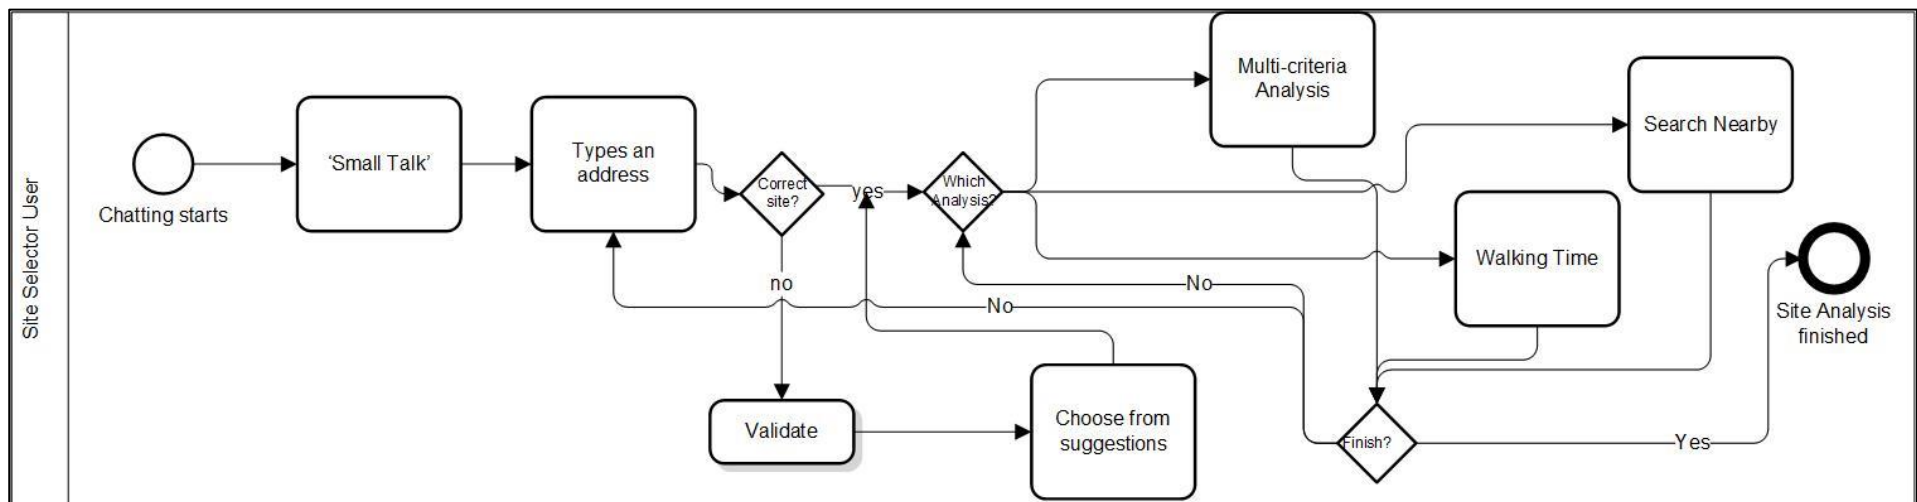 Site Selector User
Chatting starts
‘Small Talk’
Types an
address
Correct
site?
yes
no
Validate
Choose from
suggestions
Which
Analysis?
Multi-criteria
Analysis
Search Nearby
Walking Time
No
No
Finish?
Yes
Site Analysis
finished